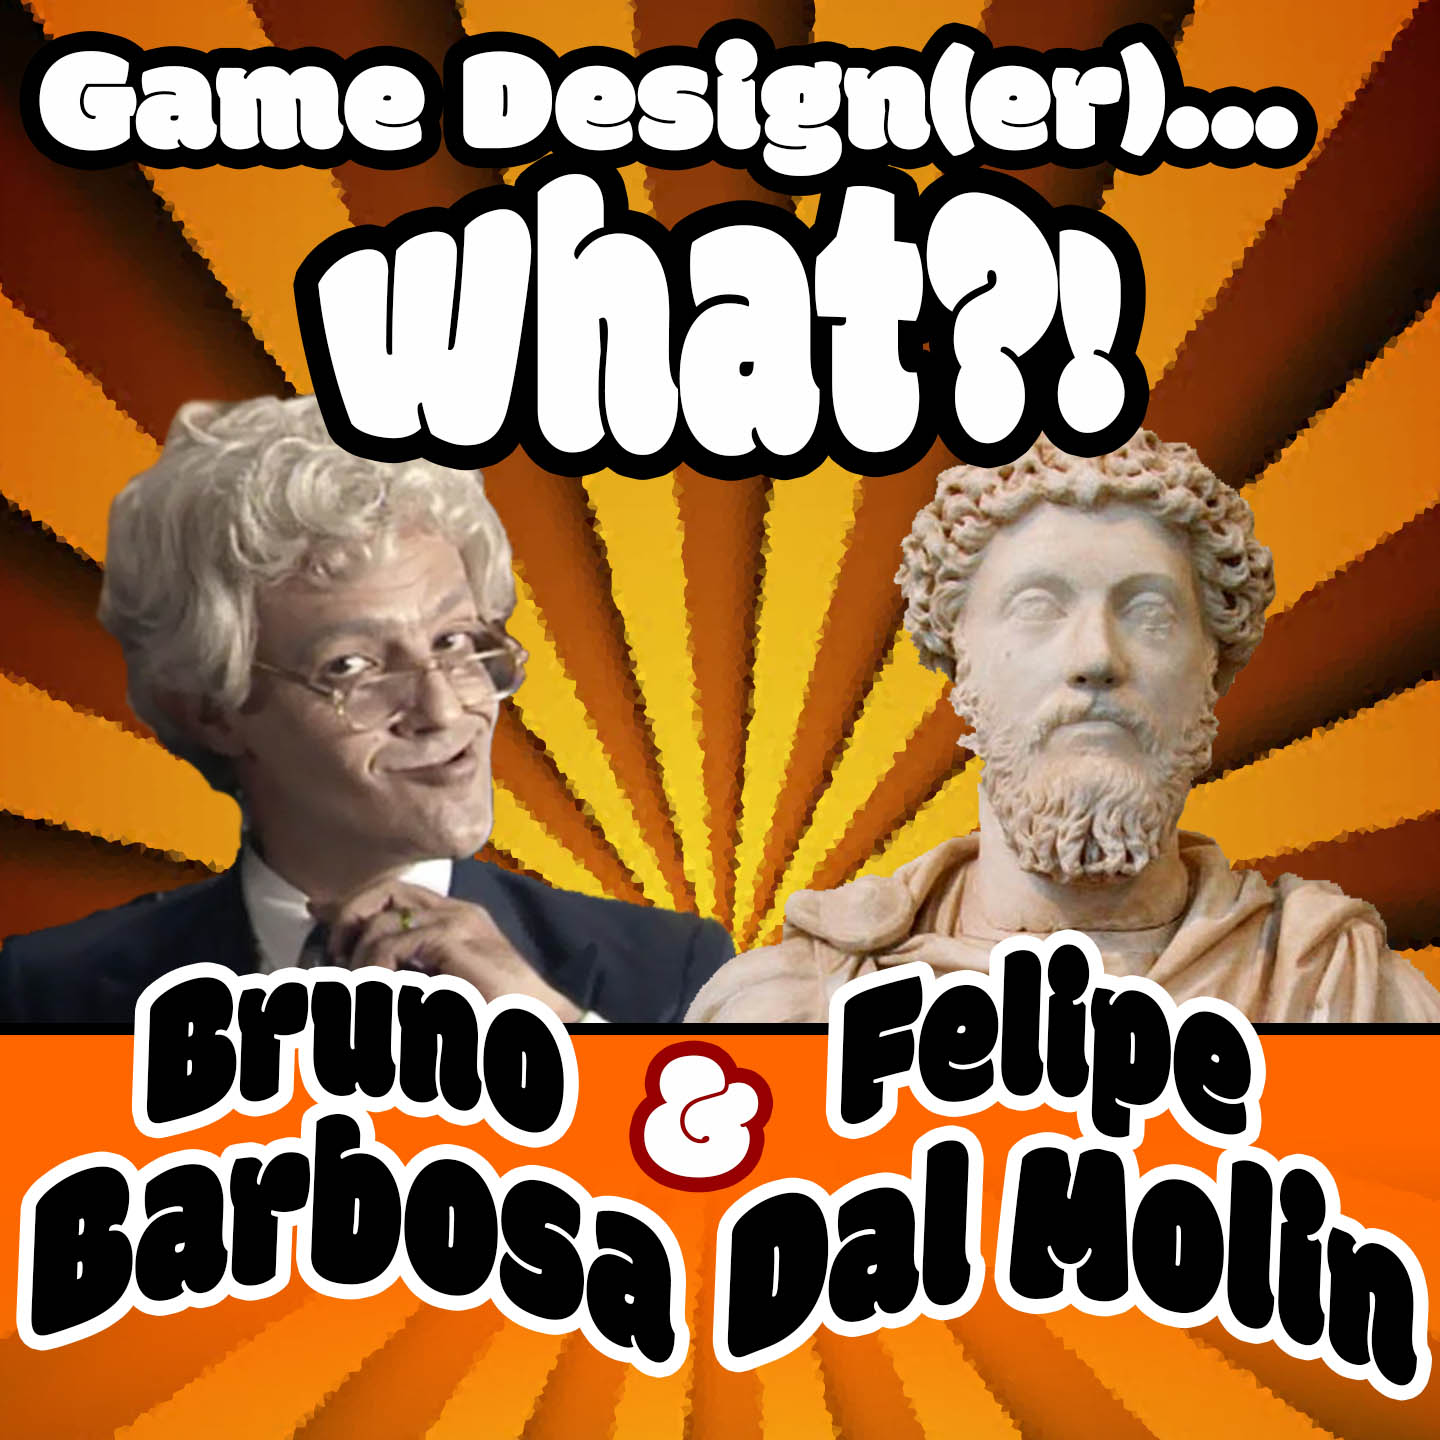 Game Design(er)...
What?!
Bruno
Barbosa
&
Felipe
Dal Molin